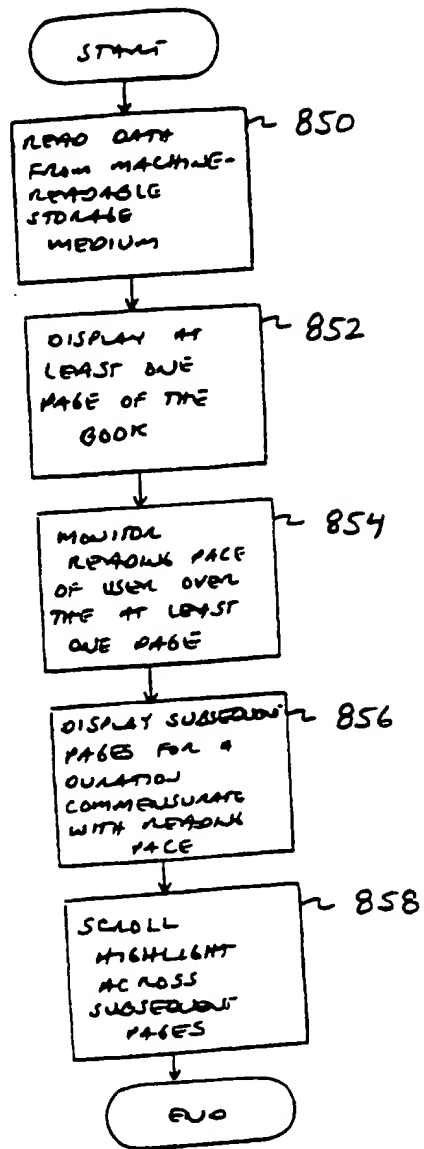 START
850
READ DATA
FROM MACHINE-
READABLE
STORAGE
MEDIUM
852
DISPLAY AT
LEAST ONE
PAGE OF THE
BOOK
854
MONITOR
READING PACE
OF USER OVER
THE AT LEAST
ONE PAGE
856
DISPLAY SUBSEQUENT
PAGES FOR A
DURATION
COMMENSURATE
WITH READING
PACE
858
SCROLL
HIGHLIGHT
ACROSS
SUBSEQUENT
PAGES
END